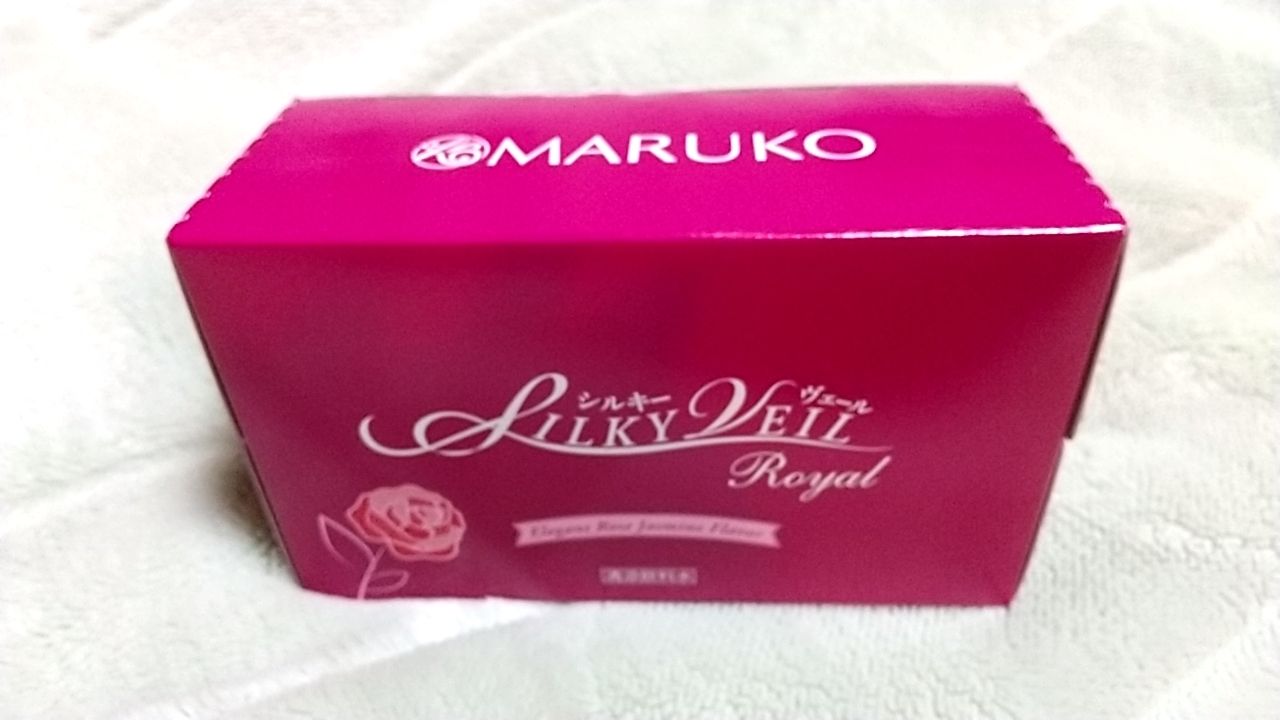 MARUKO
シルキー ヴェール
SILKY VEIL
Royal
Elegant Rose Jasmine Flavor